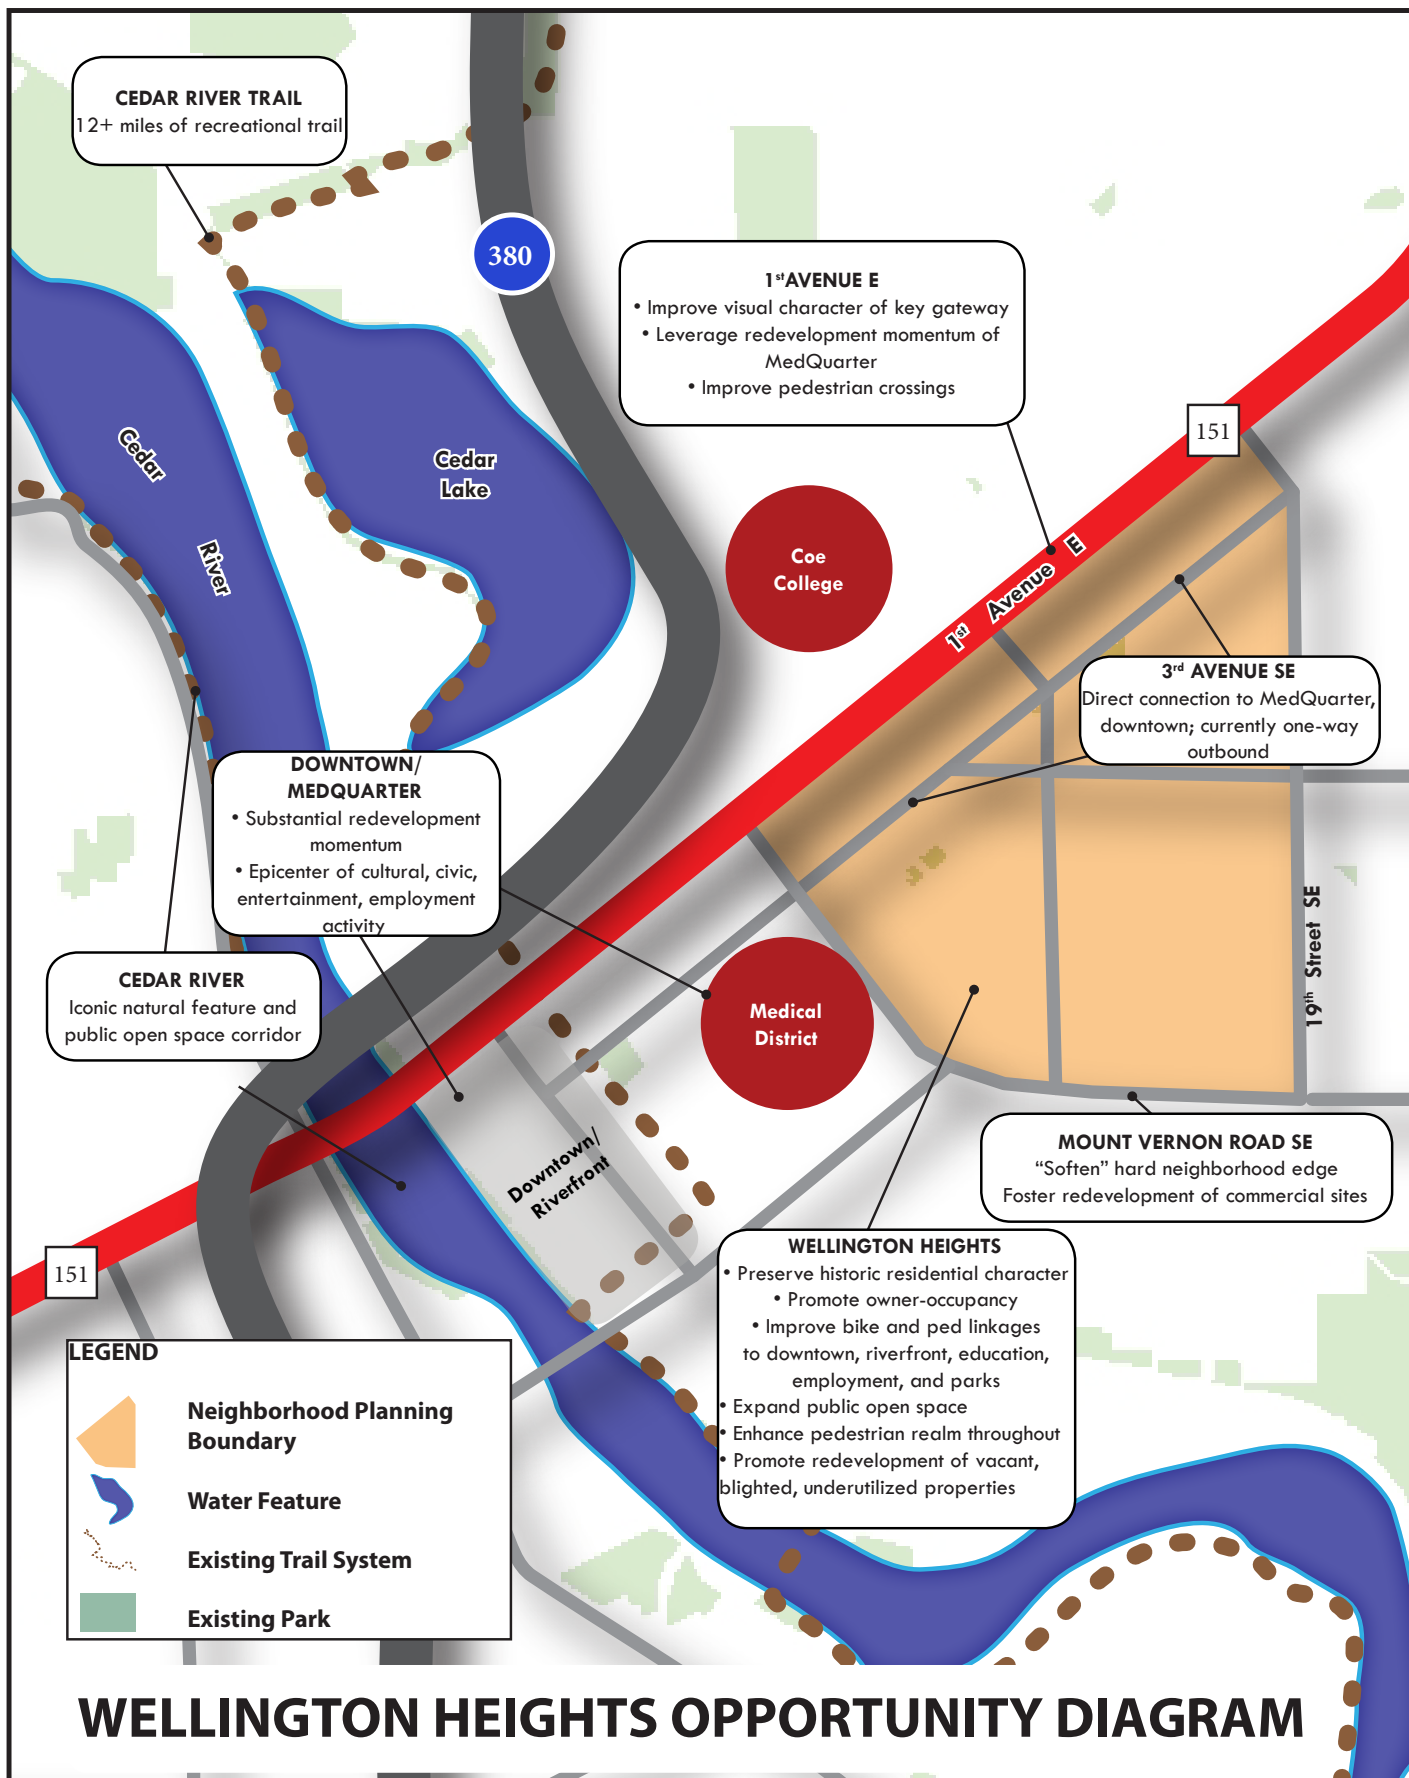 CEDAR RIVER TRAIL
12+ miles of recreational trail
380
1st AVENUE E
• Improve visual character of key gateway
• Leverage redevelopment momentum of
MedQuarter
• Improve pedestrian crossings
151
Cedar
River
Cedar
Lake
Coe
College
1st Avenue E
3rd AVENUE SE
Direct connection to MedQuarter,
downtown; currently one-way
outbound
DOWNTOWN/
MEDQUARTER
• Substantial redevelopment
momentum
• Epicenter of cultural, civic,
entertainment, employment
activity
19th Street SE
CEDAR RIVER
Iconic natural feature and
public open space corridor
Medical
District
Downtown/
Riverfront
MOUNT VERNON ROAD SE
“Soften” hard neighborhood edge
Foster redevelopment of commercial sites
151
WELLINGTON HEIGHTS
• Preserve historic residential character
• Promote owner-occupancy
• Improve bike and ped linkages
to downtown, riverfront, education,
employment, and parks
• Expand public open space
• Enhance pedestrian realm throughout
• Promote redevelopment of vacant,
blighted, underutilized properties
LEGEND
Neighborhood Planning
Boundary
Water Feature
Existing Trail System
Existing Park
WELLINGTON HEIGHTS OPPORTUNITY DIAGRAM